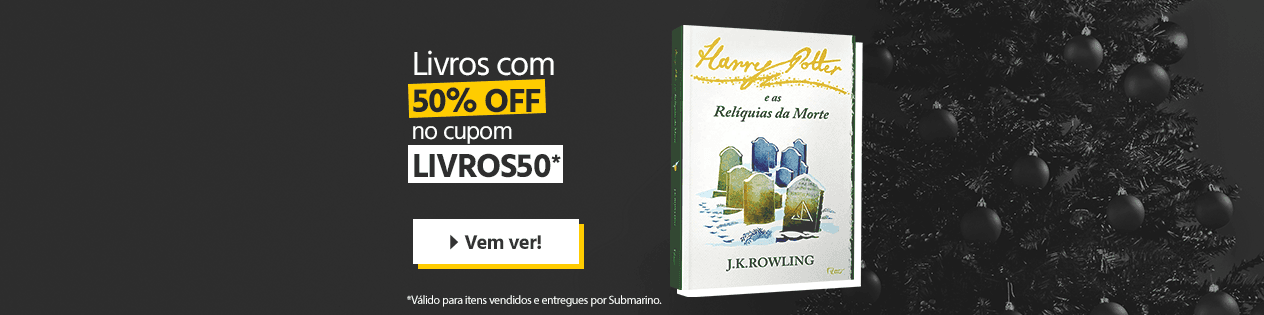 Livros com
50% OFF
no cupom
LIVROS50*
Vem ver!
*Válido para itens vendidos e entregues por Submarino.
Harry Potter
e as
Relíquias da Morte
J.K.ROWLING